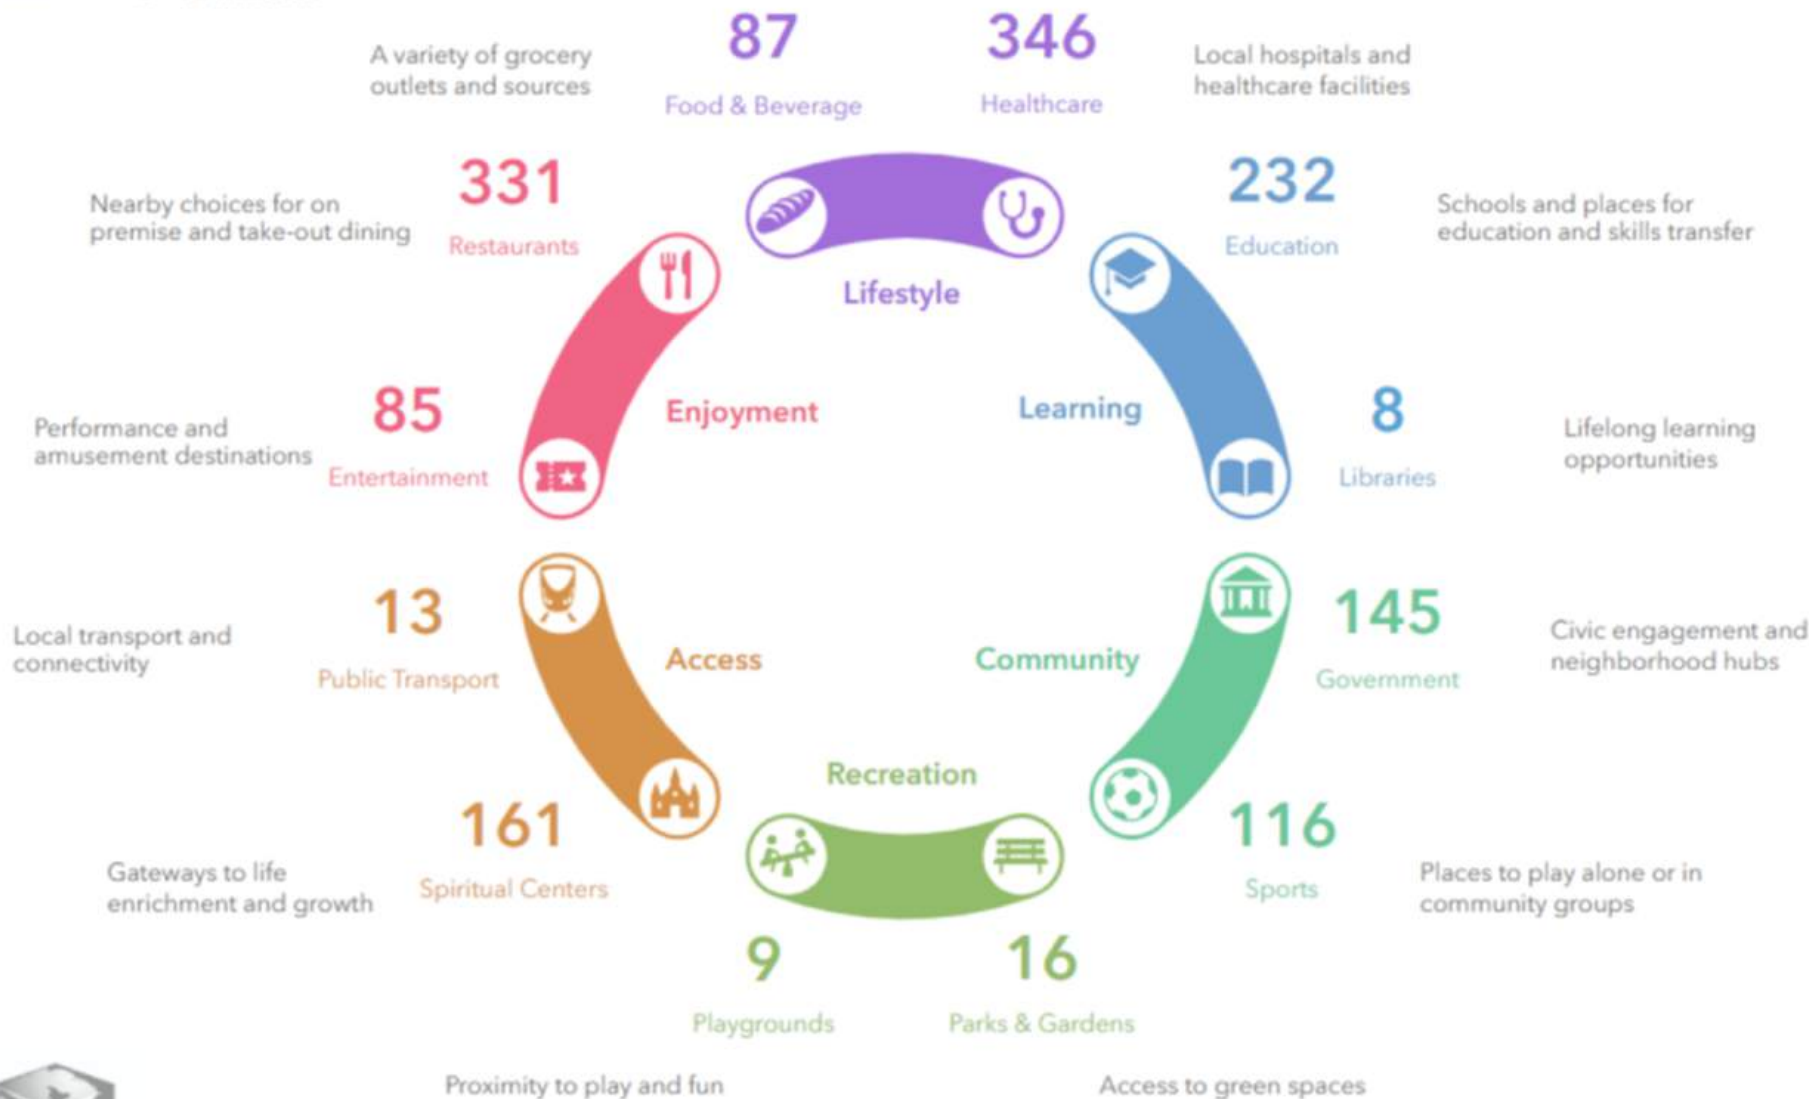 87
346
A variety of grocery
outlets and sources
Food & Beverage
Healthcare
Local hospitals and
healthcare facilities
331
232
Nearby choices for on
premise and take-out dining
Restaurants
Education
Schools and places for
education and skills transfer
Lifestyle
85
Enjoyment
Learning
8
Performance and
amusement destinations
Entertainment
Libraries
Lifelong learning
opportunities
13
145
Local transport and
connectivity
Public Transport
Access
Community
Government
Civic engagement and
neighborhood hubs
Recreation
161
116
Gateways to life
enrichment and growth
Spiritual Centers
Sports
Places to play alone or in
community groups
9
16
Playgrounds
Parks & Gardens
Proximity to play and fun
Access to green spaces